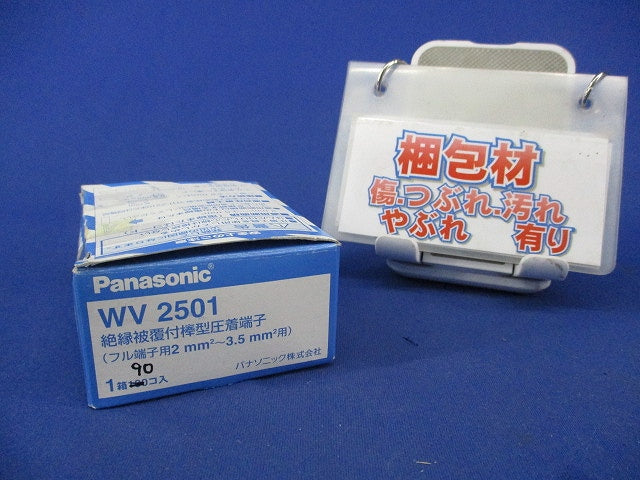 Panasonic
WV 2501
絶縁被覆付棒型圧着端子
(フル端子用2 mm²～3.5 mm²用)
パナソニック株式会社
90
1箱100コ入
梱包材
傷.つぶれ.汚れ
やぶれ 有り